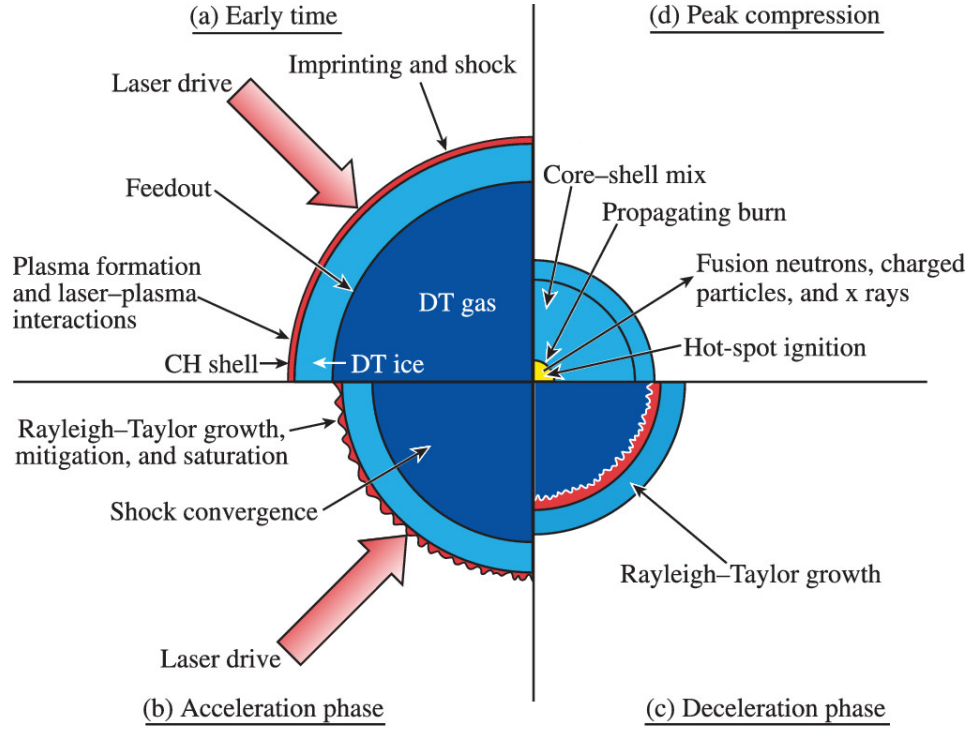 (a) Early time
Laser drive
Imprinting and shock
Feedout
Plasma formation
and laser–plasma
interactions
DT gas
CH shell
DT ice
(d) Peak compression
Core–shell mix
Propagating burn
Fusion neutrons, charged
particles, and x rays
Hot-spot ignition
Rayleigh–Taylor growth,
mitigation, and saturation
Shock convergence
Laser drive
(b) Acceleration phase
Rayleigh–Taylor growth
(c) Deceleration phase